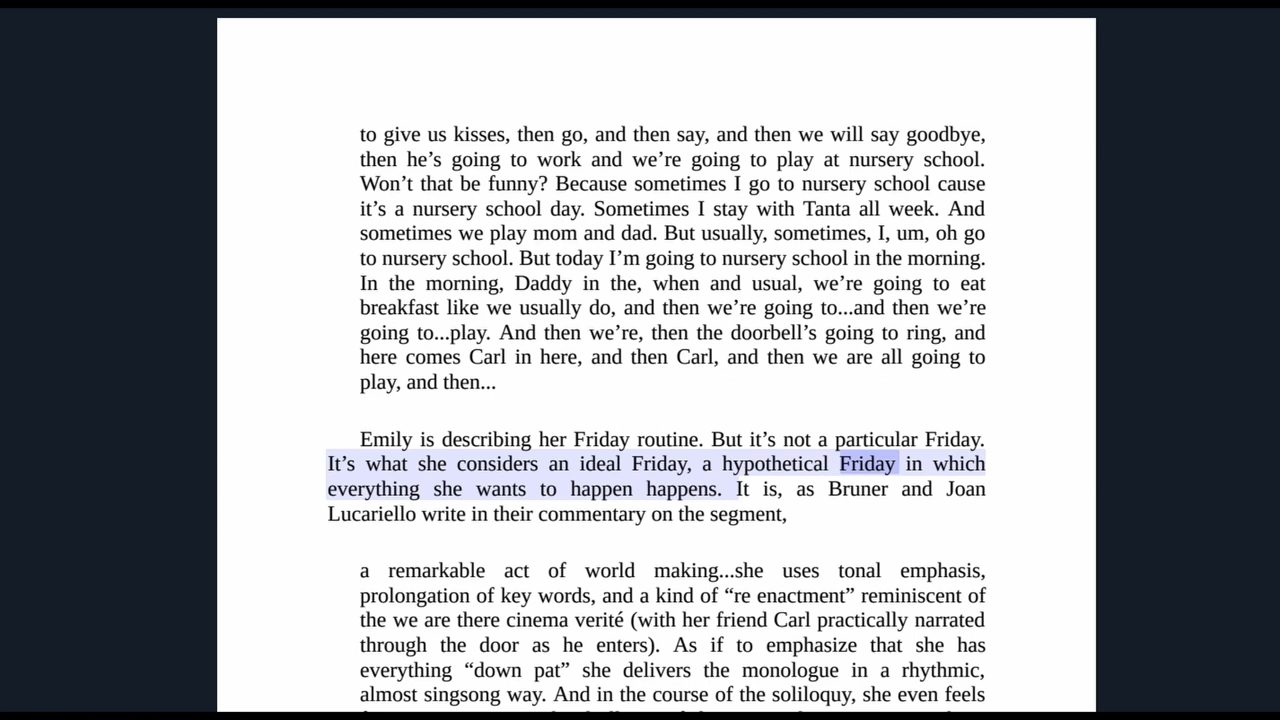 to give us kisses, then go, and then say, and then we will say goodbye,
then he’s going to work and we’re going to play at nursery school.
Won’t that be funny? Because sometimes I go to nursery school cause
it’s a nursery school day. Sometimes I stay with Tanta all week. And
sometimes we play mom and dad. But usually, sometimes, I, um, oh go
to nursery school. But today I’m going to nursery school in the morning.
In the morning, Daddy in the, when and usual, we’re going to eat
breakfast like we usually do, and then we’re going to...and then we’re
going to...play. And then we’re, then the doorbell’s going to ring, and
here comes Carl in here, and then Carl, and then we are all going to
play, and then...
Emily is describing her Friday routine. But it’s not a particular Friday.
It’s what she considers an ideal Friday, a hypothetical Friday in which
everything she wants to happen happens. It is, as Bruner and Joan
Lucariello write in their commentary on the segment,
a remarkable act of world making...she uses tonal emphasis,
prolongation of key words, and a kind of “re enactment” reminiscent of
the we are there cinema verité (with her friend Carl practically narrated
through the door as he enters). As if to emphasize that she has
everything “down pat” she delivers the monologue in a rhythmic,
almost singsong way. And in the course of the soliloquy, she even feels